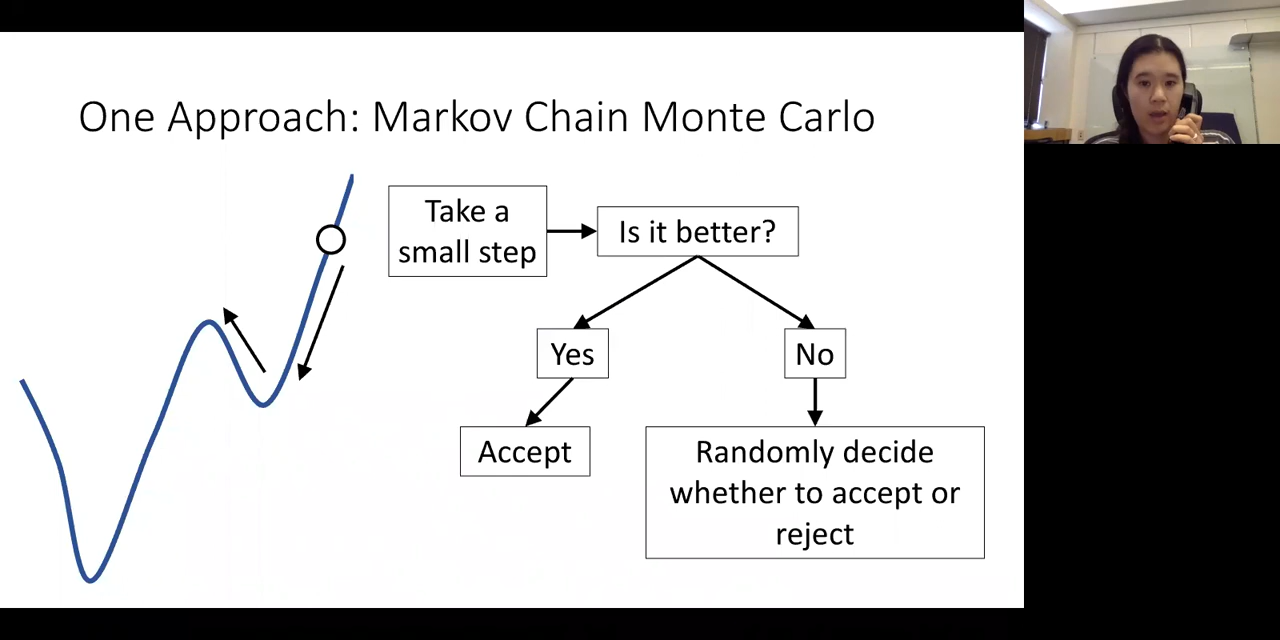 One Approach: Markov Chain Monte Carlo
Take a
small step
Is it better?
Yes
No
Accept
Randomly decide
whether to accept or
reject